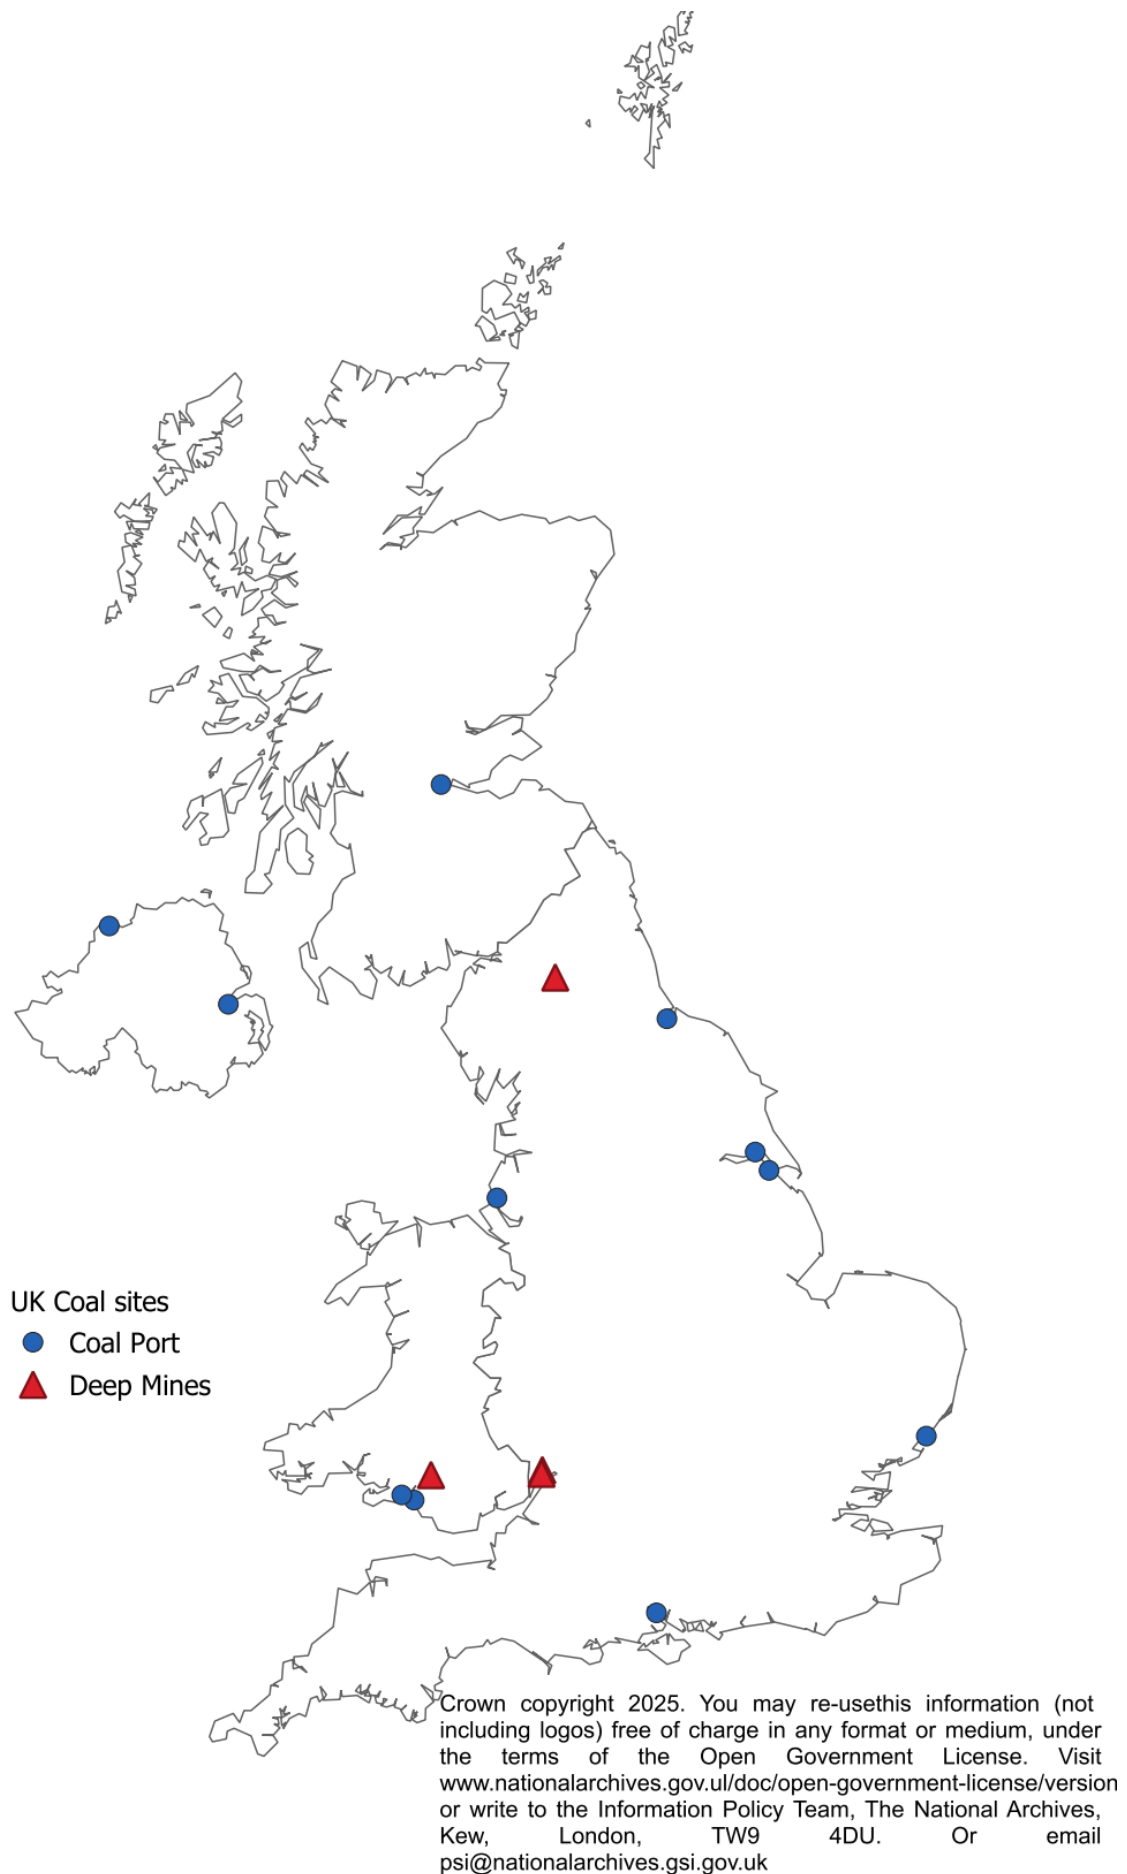 UK Coal sites
Coal Port
Deep Mines
Crown copyright 2025. You may re-usethis information (not
including logos) free of charge in any format or medium, under
the terms of the Open Government License. Visit
www.nationalarchives.gov.ul/doc/open-government-license/version
or write to the Information Policy Team, The National Archives,
Kew, London, TW9 4DU. Or email
psi@nationalarchives.gsi.gov.uk